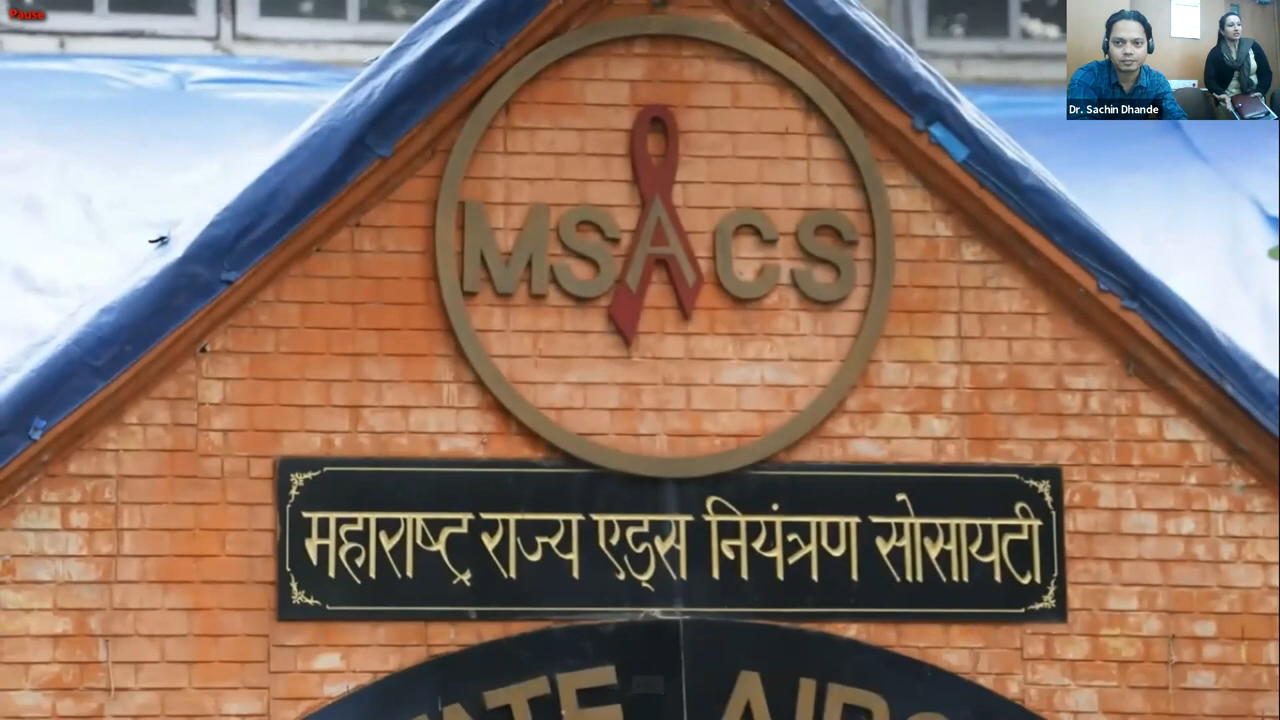 Pause
Dr. Sachin Dhande
MSACS
महाराष्ट्र राज्य एड्स नियंत्रण सोसायटी